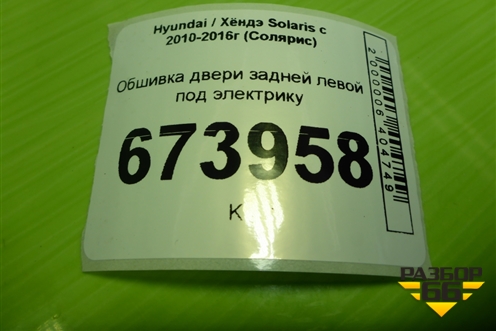 Hyundai / Хёндэ Solaris с
2010-2016г (Солярис)
Обшивка двери задней левой
под электрику
673958
2000006404749
РАЗБОР
66